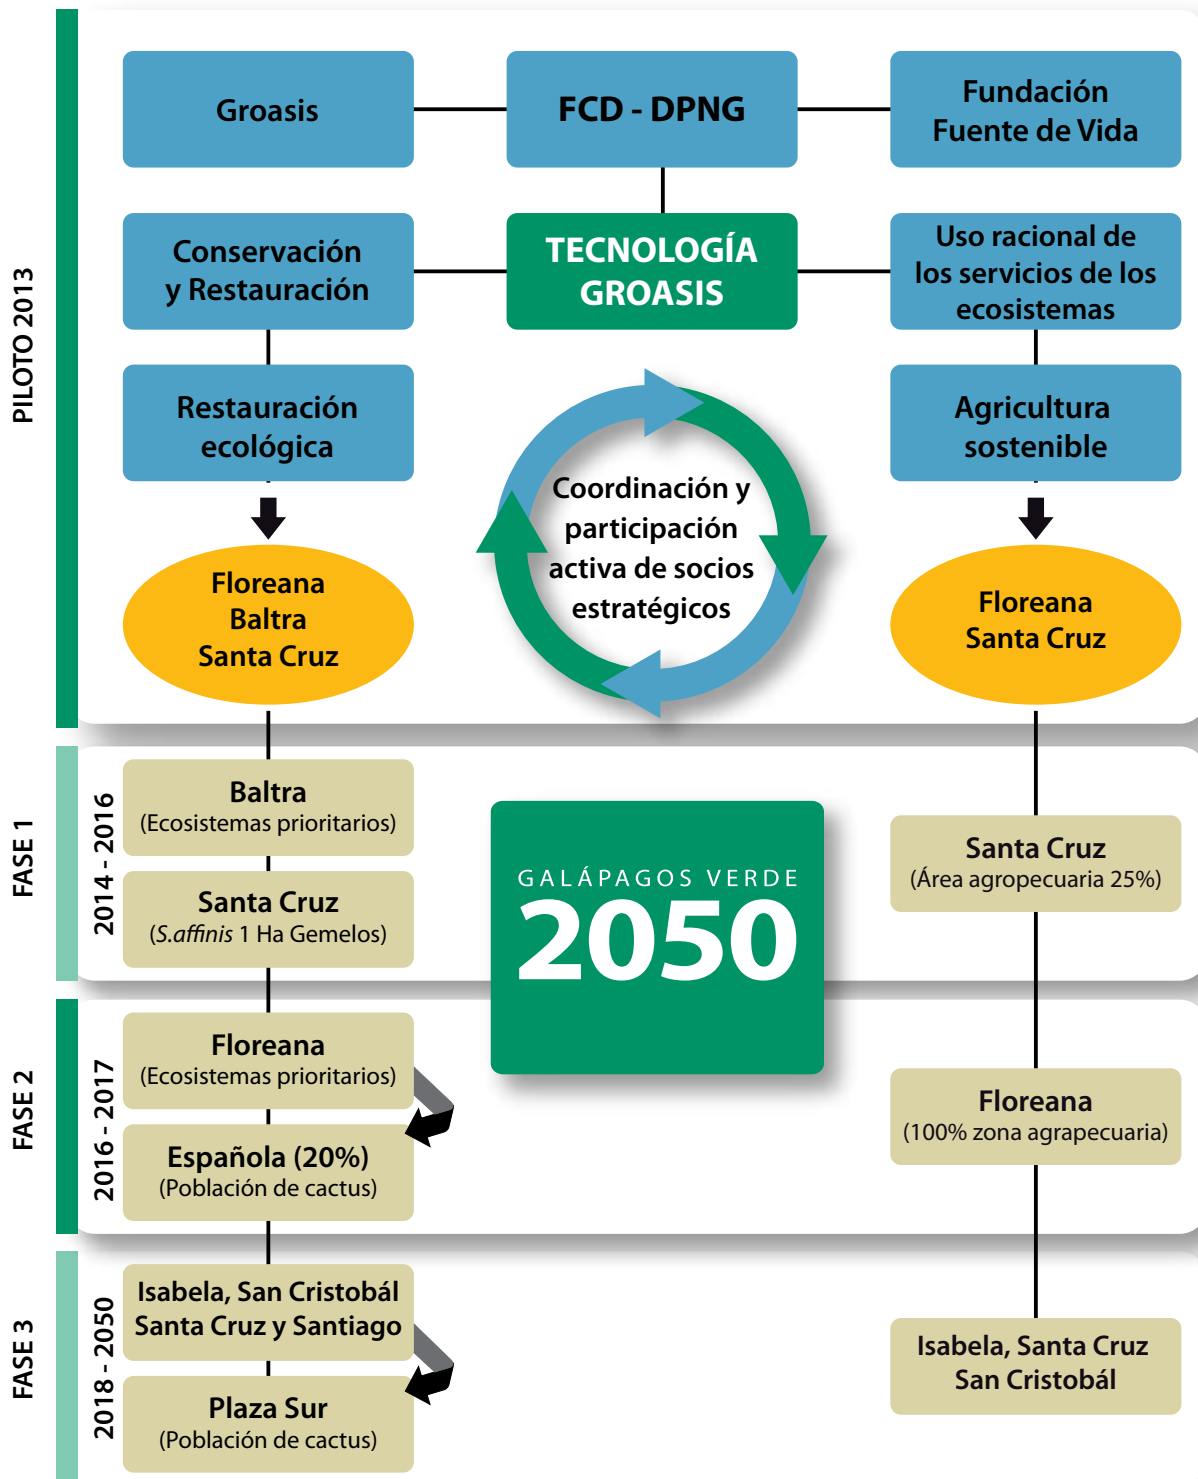 PILOTO 2013
Groasis
FCD - DPNG
Fundación
Fuente de Vida
Conservación
y Restauración
TECNOLOGÍA
GROASIS
Uso racional de
los servicios de los
ecosistemas
Restauración
ecológica
Agricultura
sostenible
Coordinación y
participación
activa de socios
estratégicos
Floreana
Baltra
Santa Cruz
Floreana
Santa Cruz
FASE 1
2014 - 2016
Baltra
(Ecosistemas prioritarios)
Santa Cruz
(S.affinis 1 Ha Gemelos)
GALÁPAGOS VERDE
2050
Santa Cruz
(Área agropecuaria 25%)
FASE 2
2016 - 2017
Floreana
(Ecosistemas prioritarios)
Española (20%)
(Población de cactus)
Floreana
(100% zona agrapecuaria)
FASE 3
2018 - 2050
Isabela, San Cristobál
Santa Cruz y Santiago
Plaza Sur
(Población de cactus)
Isabela, Santa Cruz
San Cristobál